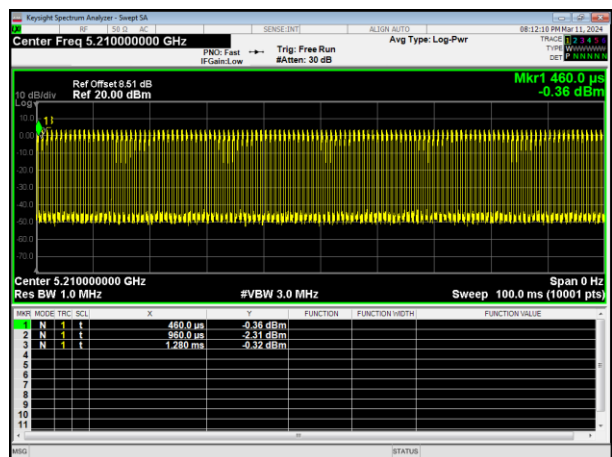 Keysight Spectrum Analyzer - Swept SA
RF 50 Ω AC SENSE:INT ALIGN AUTO 08:12:10 PM Mar 11, 2024
Center Freq 5.210000000 GHz Avg Type: Log-Pwr TRACE 1 2 3 4 5 6
PNO: Fast Trig: Free Run TYPE WWWWWW
IFGain:Low #Atten: 30 dB DET P NNNNN
Mkr1 460.0 µs
Ref Offset 8.51 dB
10 dB/div Ref 20.00 dBm -0.36 dBm
Log
10.0
0.00
-10.0
-20.0
-30.0
-40.0
-50.0
-60.0
-70.0
Center 5.210000000 GHz Span 0 Hz
Res BW 1.0 MHz #VBW 3.0 MHz Sweep 100.0 ms (10001 pts)
MKR MODE TRC SCL X Y FUNCTION FUNCTION WIDTH FUNCTION VALUE
1 N 1 t 460.0 µs -0.36 dBm
2 N 1 t 960.0 µs -2.31 dBm
3 N 1 t 1.280 ms -0.32 dBm
4
5
6
7
8
9
10
11
MSG STATUS